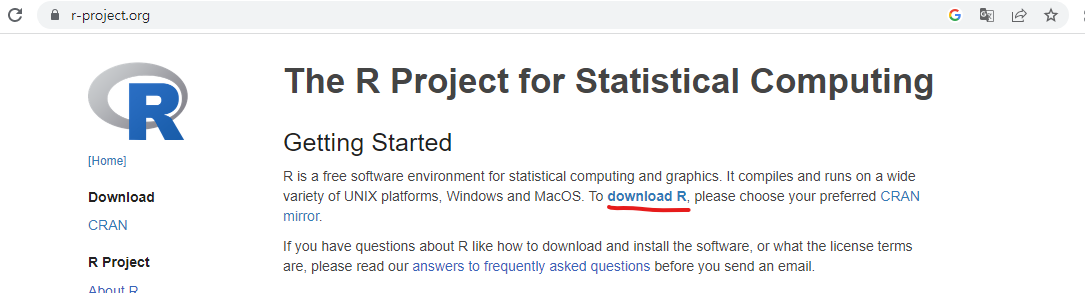 r-project.org
The R Project for Statistical Computing
R
[Home]
Getting Started
R is a free software environment for statistical computing and graphics. It compiles and runs on a wide
variety of UNIX platforms, Windows and MacOS. To download R, please choose your preferred CRAN
mirror.
If you have questions about R like how to download and install the software, or what the license terms
are, please read our answers to frequently asked questions before you send an email.
Download
CRAN
R Project
About R